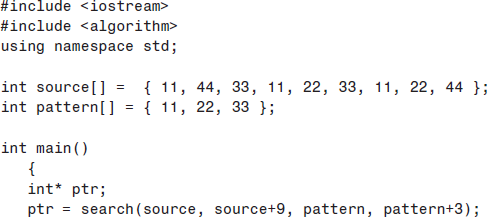 #include <iostream>
#include <algorithm>
using namespace std;
int source[] = { 11, 44, 33, 11, 22, 33, 11, 22, 44 };
int pattern[] = { 11, 22, 33 };
int main()
{
int* ptr;
ptr = search(source, source+9, pattern, pattern+3);